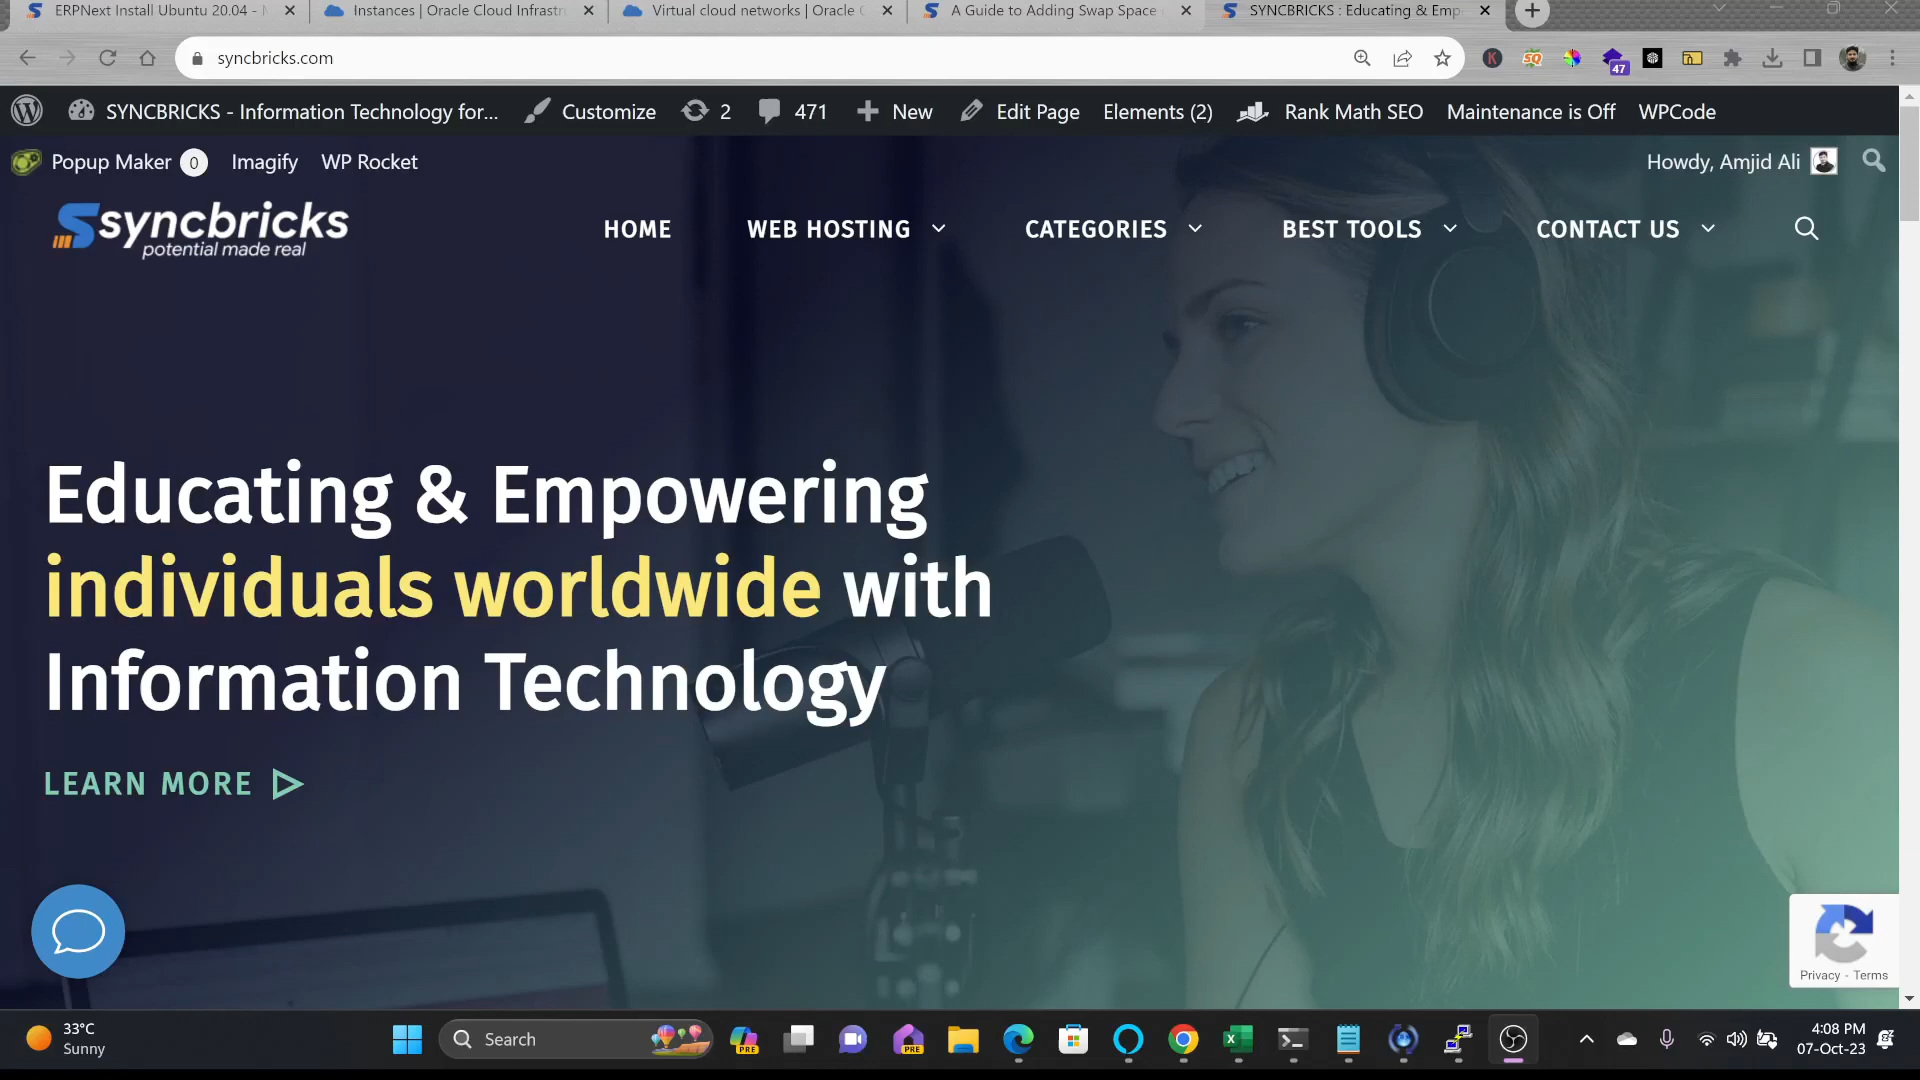 ERPNext Install Ubuntu 20.04 -
Instances | Oracle Cloud Infrastr
Virtual cloud networks | Oracle C
A Guide to Adding Swap Space
SYNCBRICKS : Educating & Emp
syncbricks.com
47
SYNCBRICKS - Information Technology for...
Customize
2
471
New
Edit Page
Elements (2)
Rank Math SEO
Maintenance is Off
WPCode
Popup Maker 0
Imagify
WP Rocket
Howdy, Amjid Ali
syncbricks
potential made real
HOME
WEB HOSTING
CATEGORIES
BEST TOOLS
CONTACT US
Educating & Empowering
individuals worldwide with
Information Technology
LEARN MORE
Privacy - Terms
33°C
Sunny
Search
PRE
PRE
4:08 PM
07-Oct-23